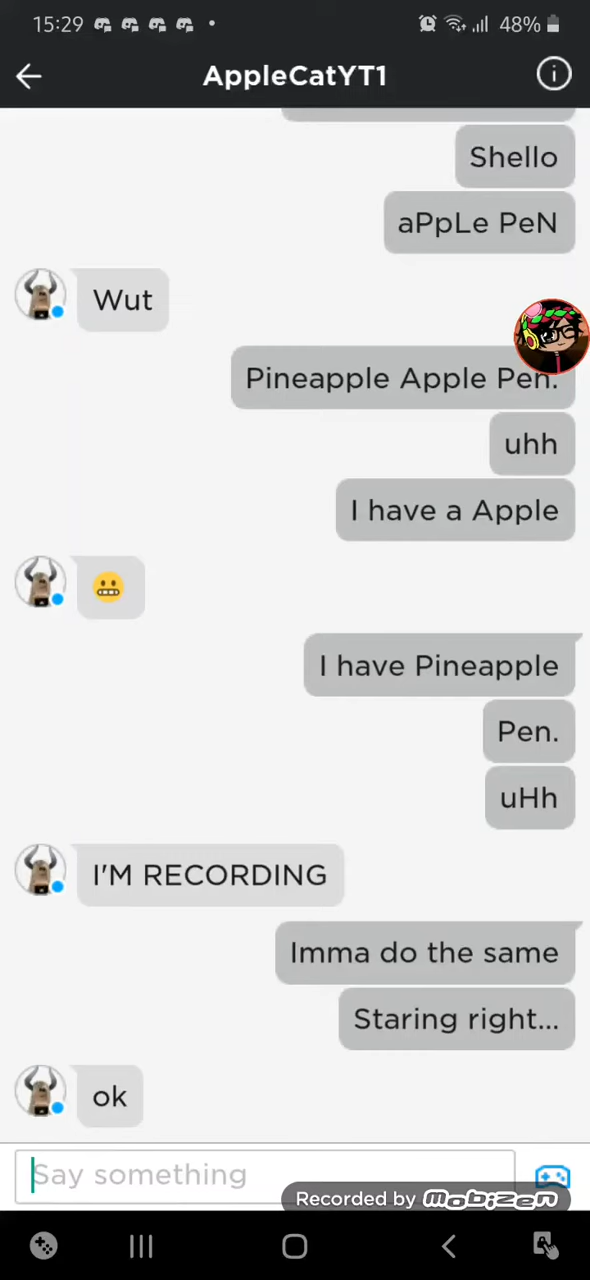 15:29
48%
AppleCatYT1
Shello
aPpLe PeN
Wut
Pineapple Apple Pen.
uhh
I have a Apple
I have Pineapple
Pen.
uHh
I'M RECORDING
Imma do the same
Staring right...
ok
Say something
Recorded by Mobizen